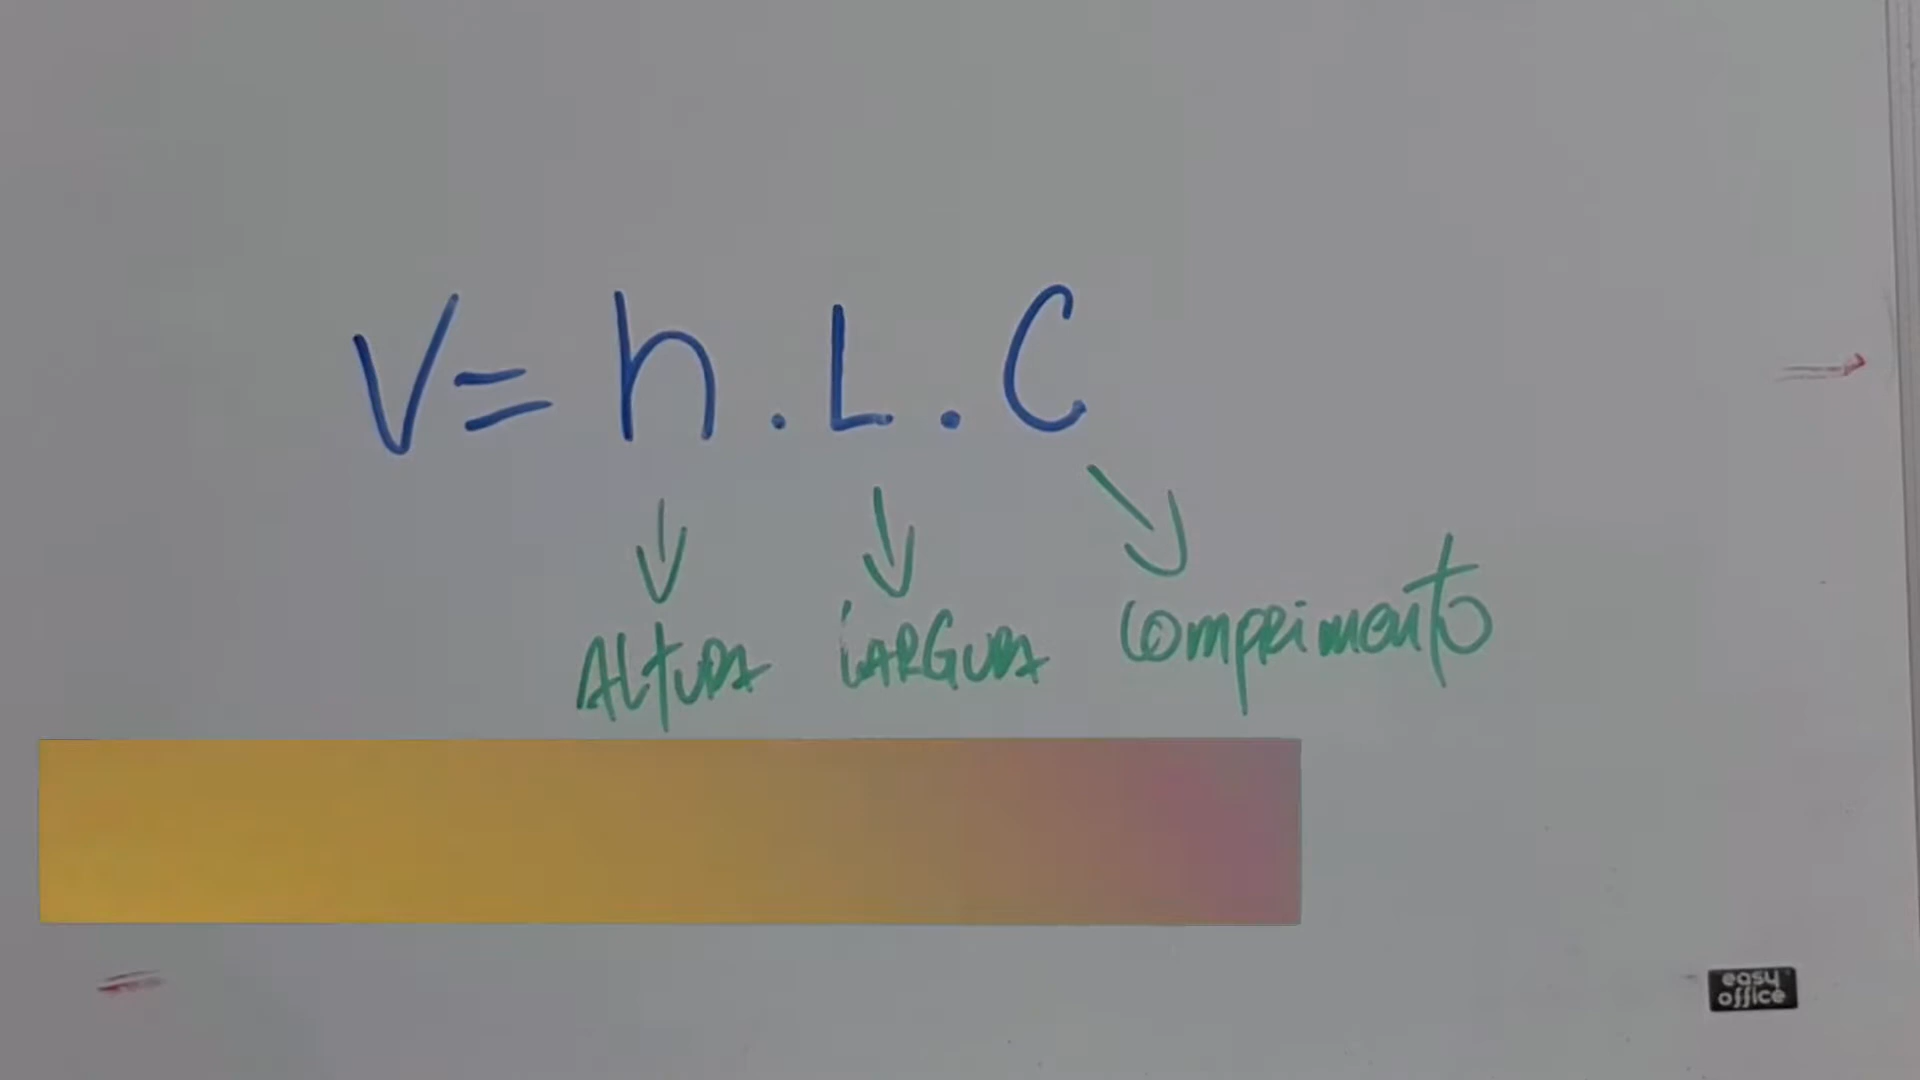 V= h . L . C
ALTURA LARGURA Comprimento
easy
office